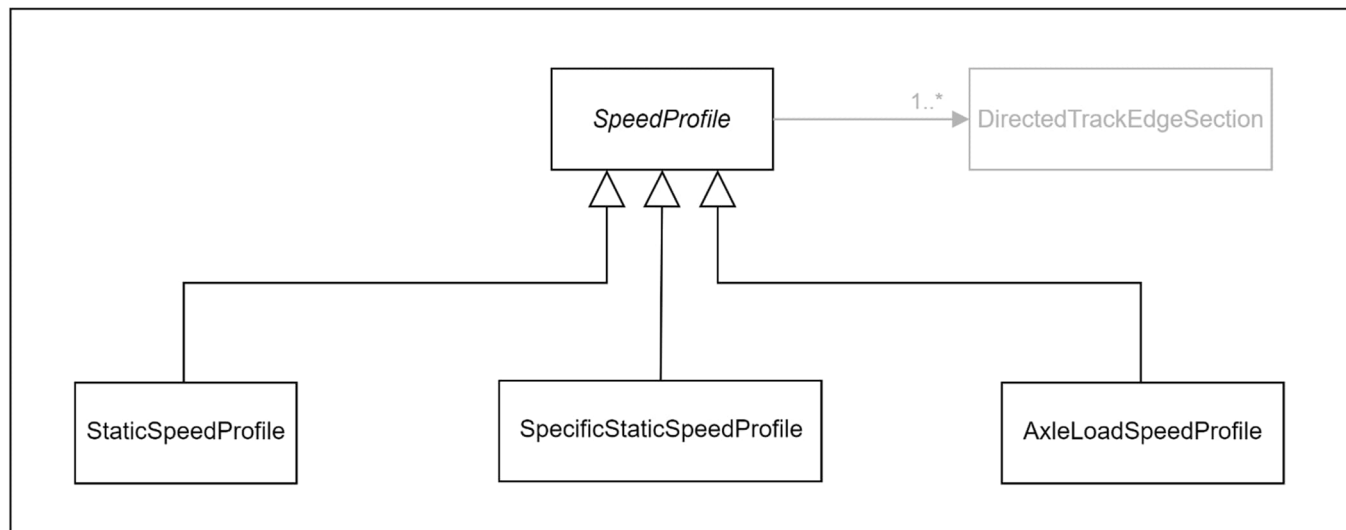 SpeedProfile
1..*
DirectedTrackEdgeSection
StaticSpeedProfile
SpecificStaticSpeedProfile
AxleLoadSpeedProfile